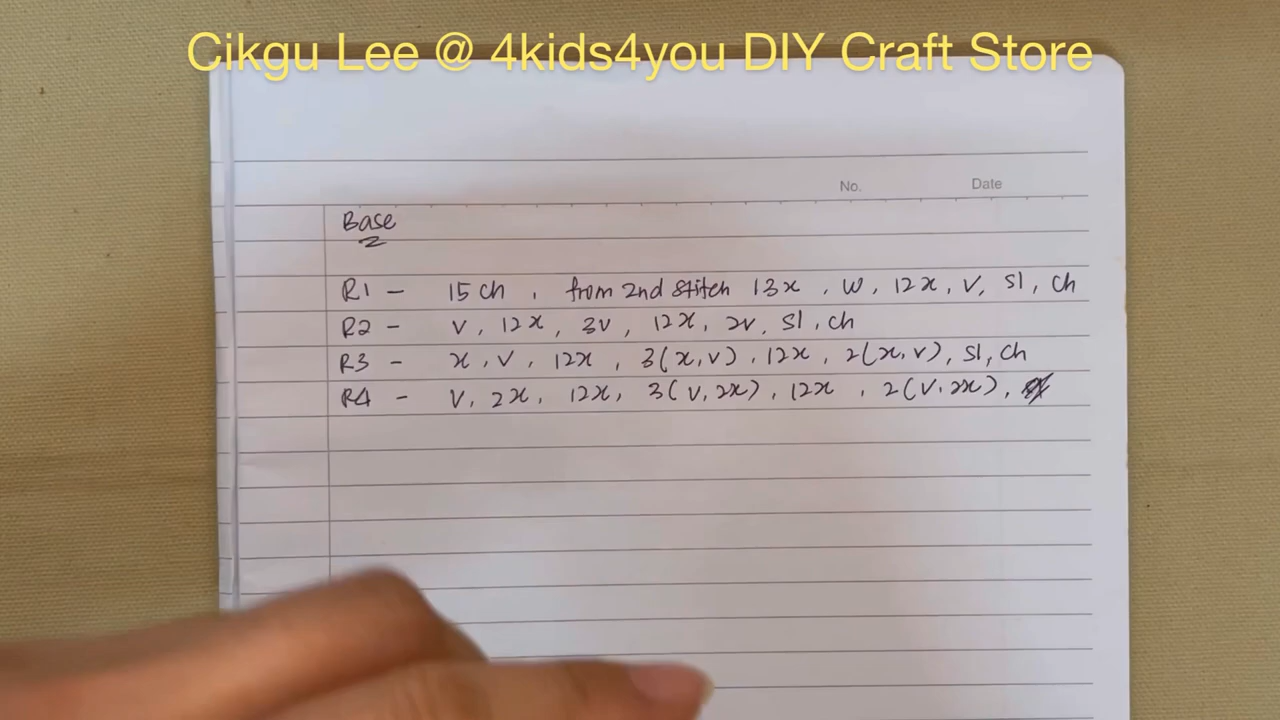 Cikgu Lee @ 4kids4you DIY Craft Store
No. Date
Base
R1 - 15 ch , from 2nd stitch 13x , W, 12x, V, sl, ch
R2 - V, 12x, 3V, 12x, 2V, sl, ch
R3 - x, V, 12x, 3(x,V), 12x, 2(x,V), sl, ch
R4 - V, 2x, 12x, 3(V,2x), 12x, 2(V,2x),